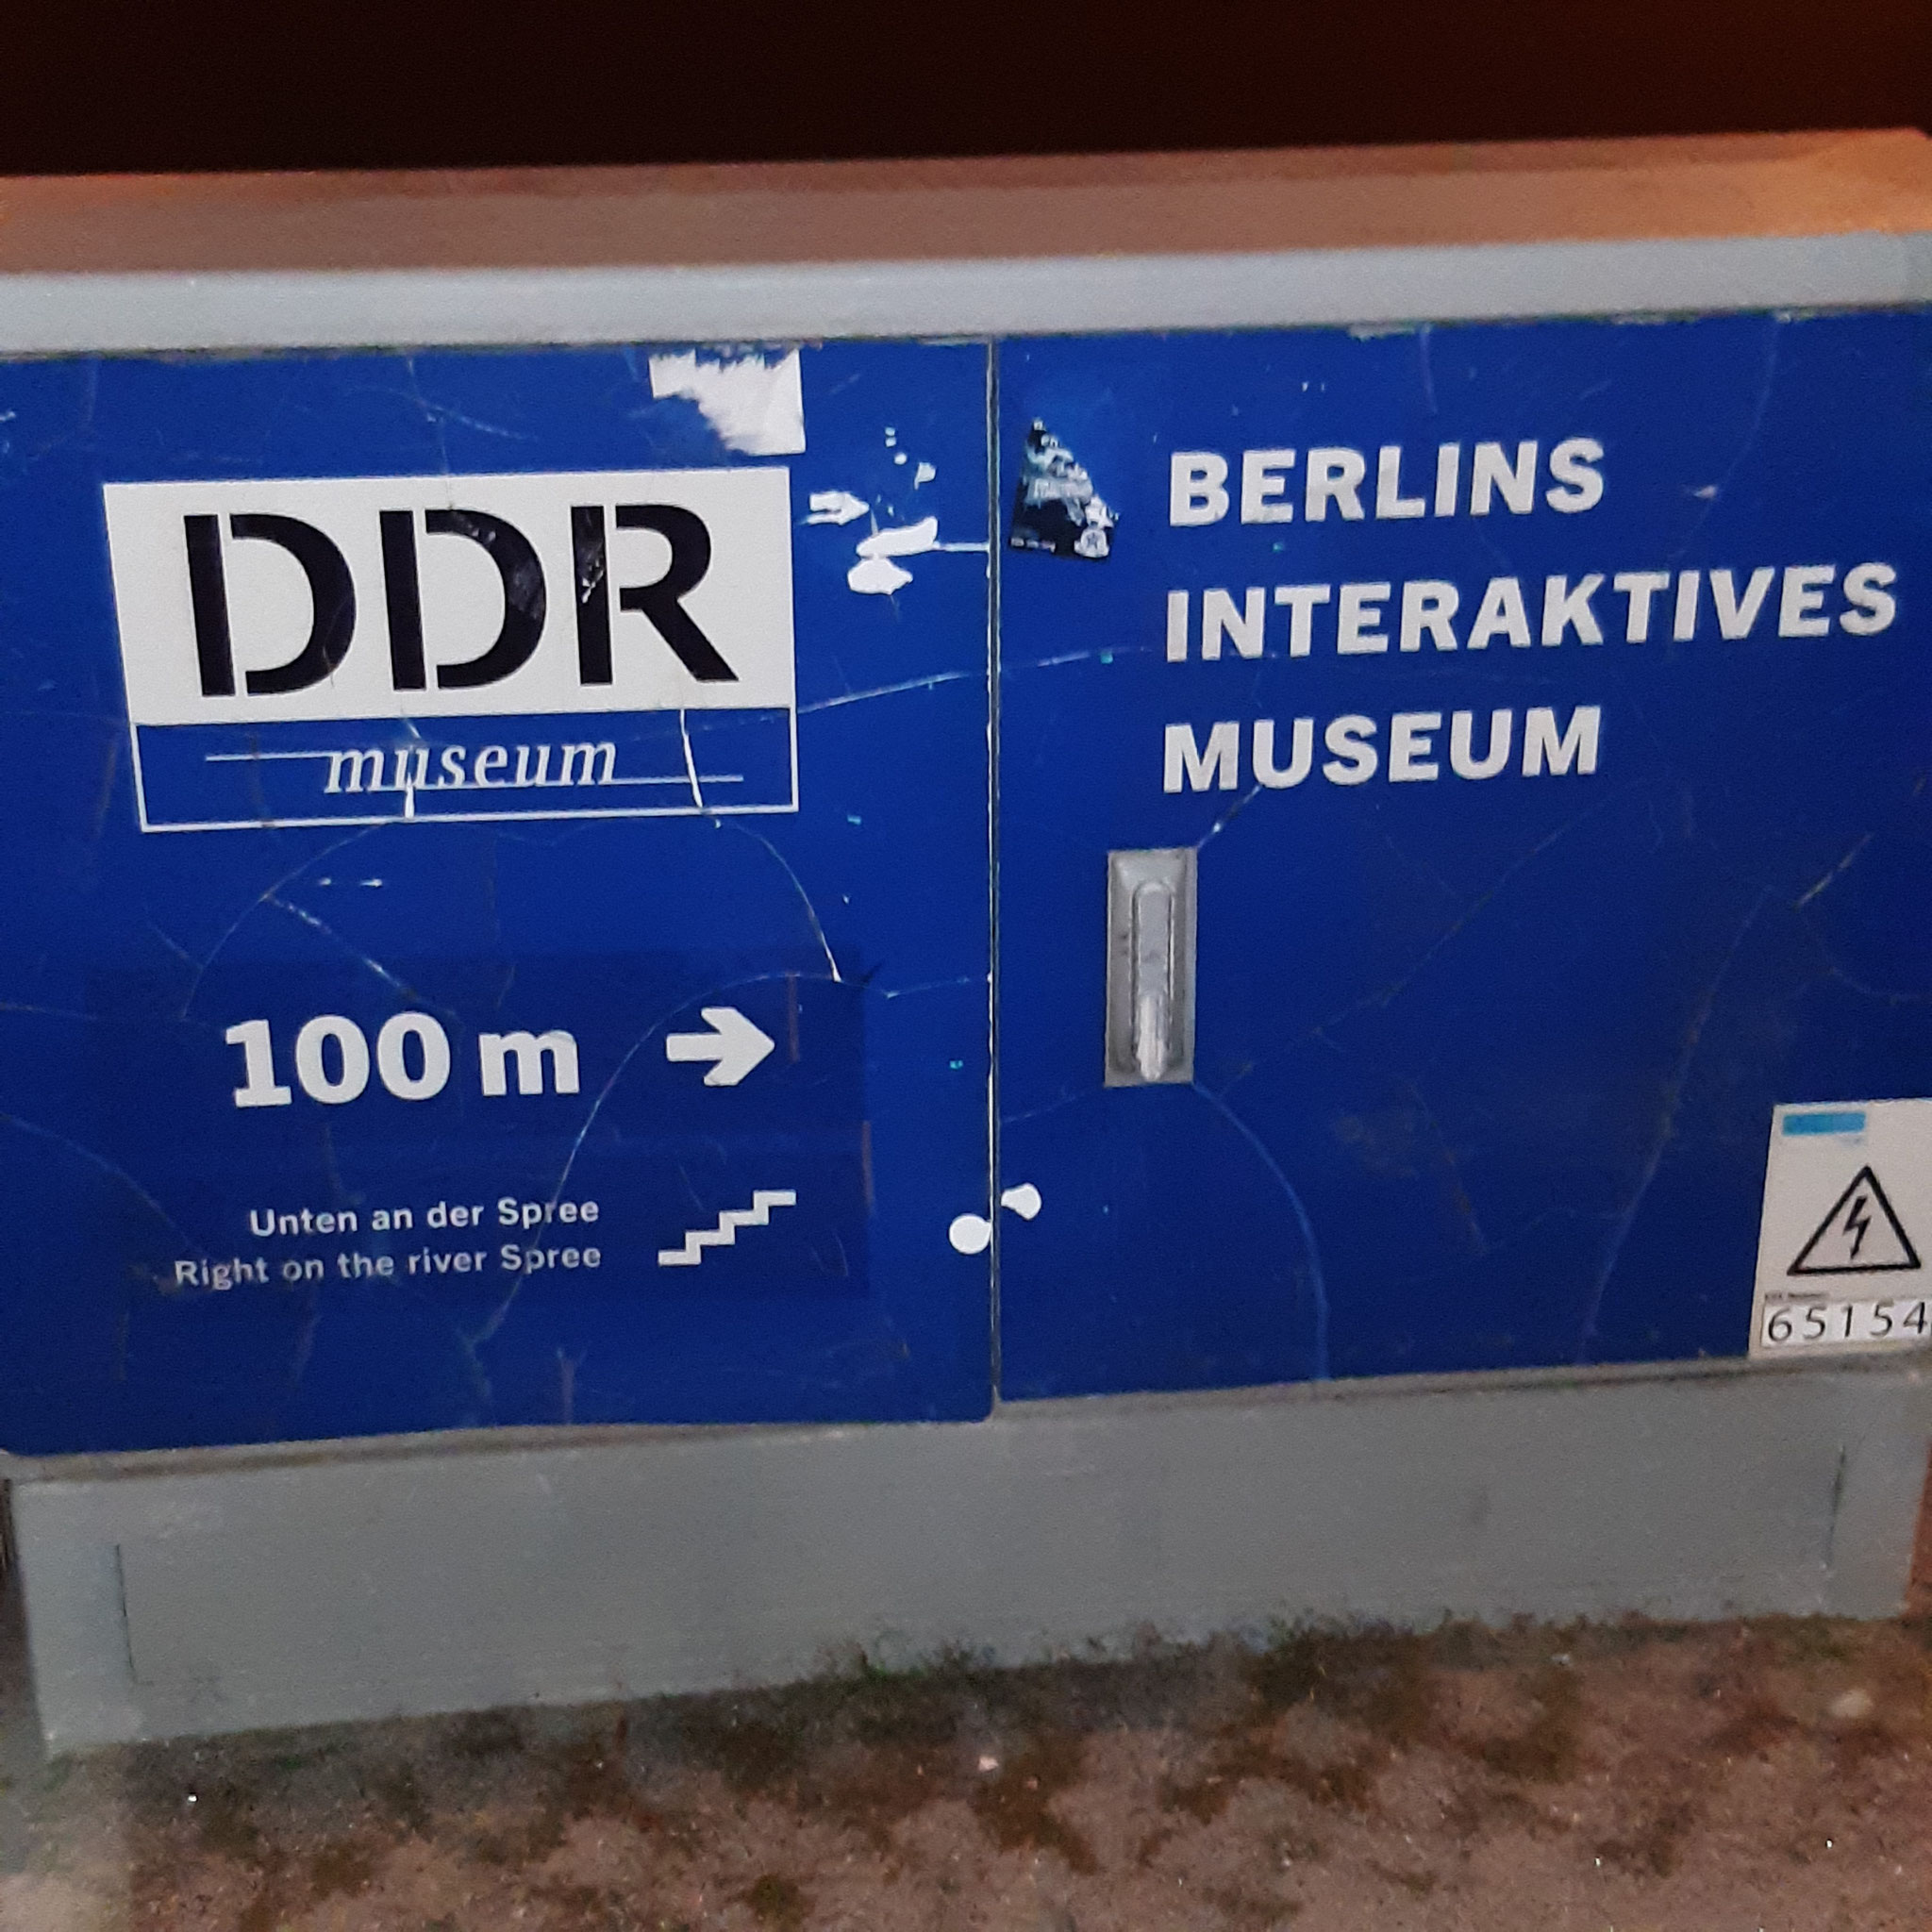 DDR
museum
100 m
Unten an der Spree
Right on the river Spree
BERLINS
INTERAKTIVES
MUSEUM
65154